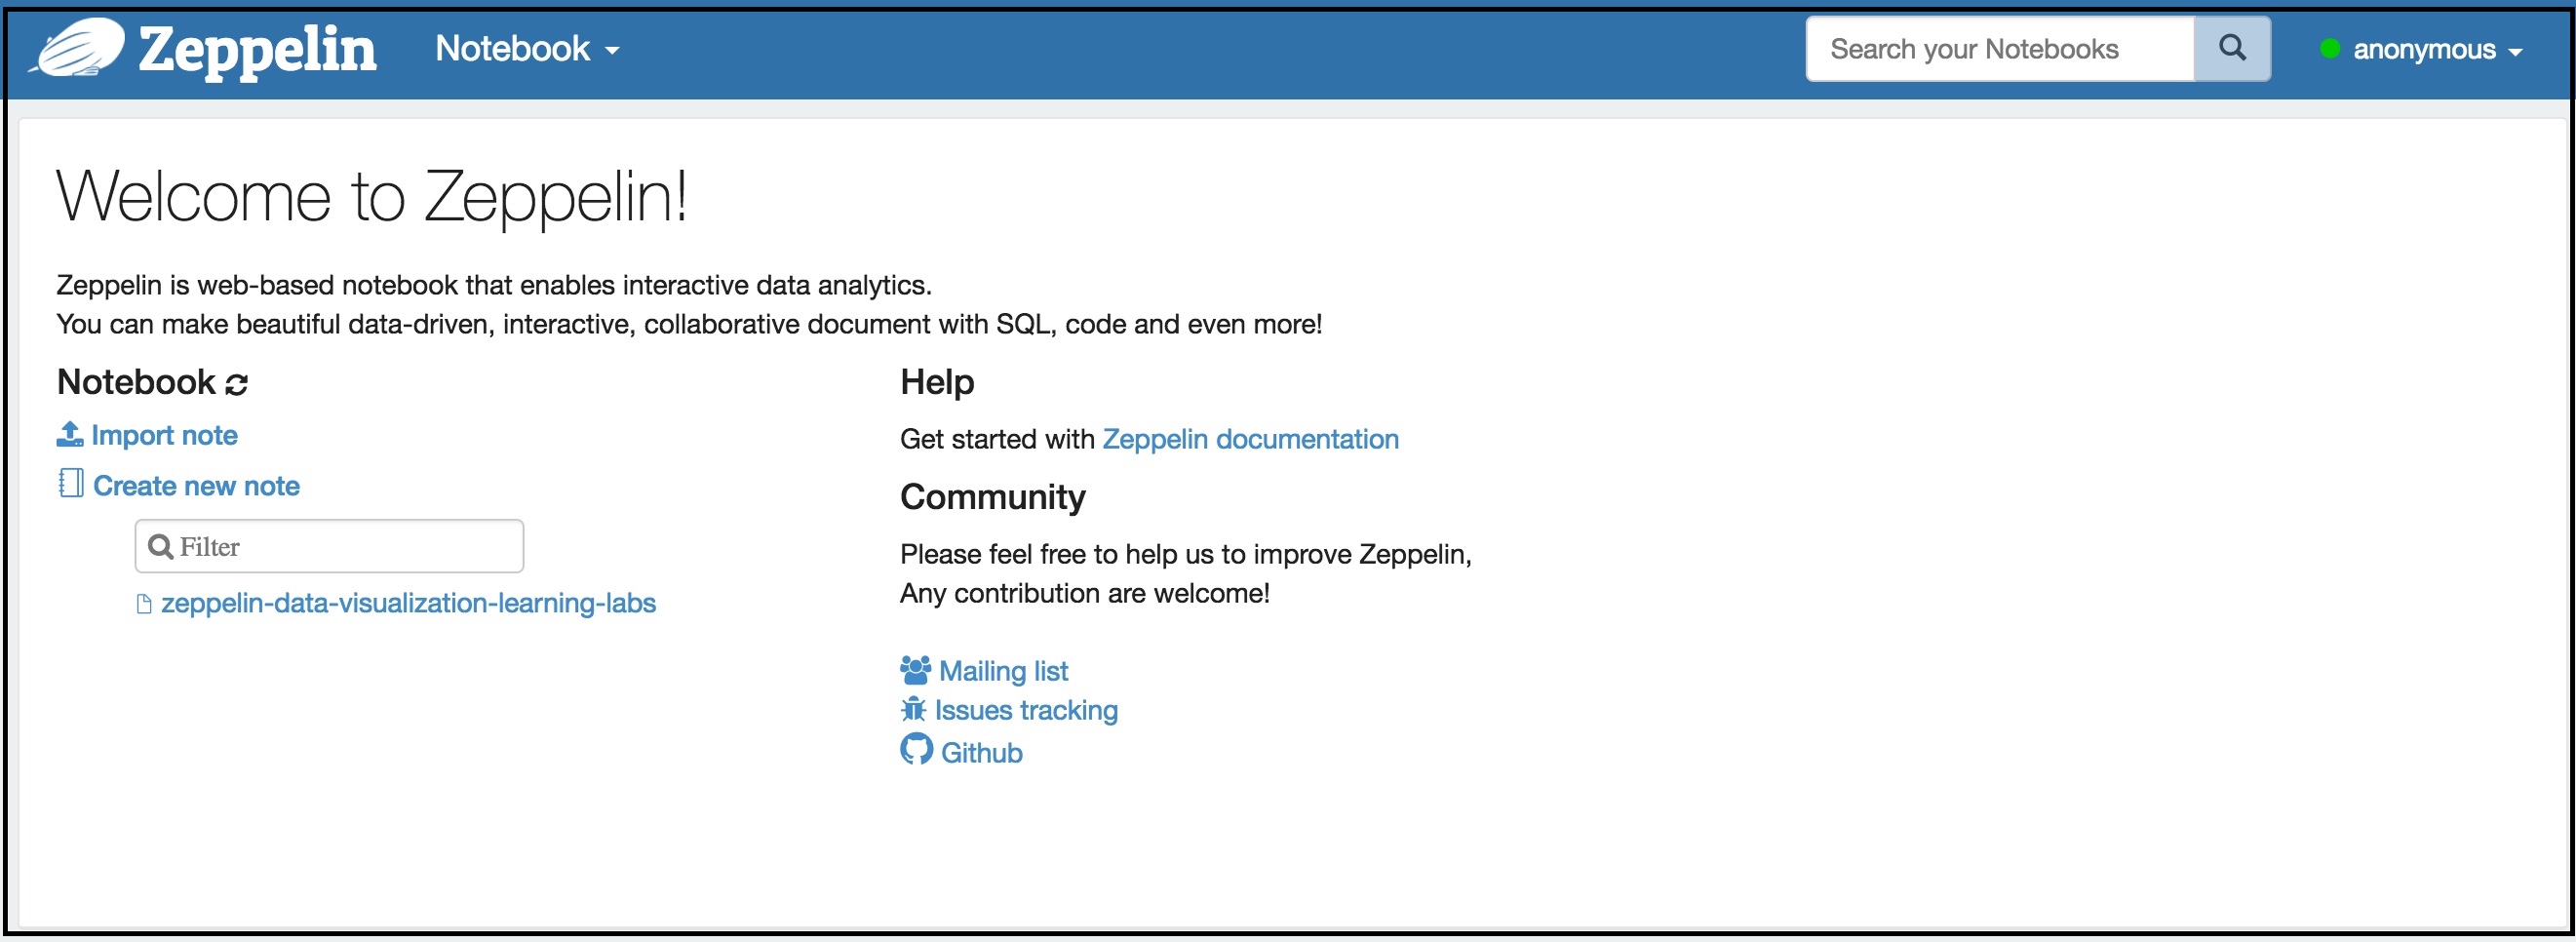 Zeppelin Notebook Search your Notebooks anonymous
Welcome to Zeppelin!
Zeppelin is web-based notebook that enables interactive data analytics.
You can make beautiful data-driven, interactive, collaborative document with SQL, code and even more!
Notebook
Import note
Create new note
Filter
zeppelin-data-visualization-learning-labs
Help
Get started with Zeppelin documentation
Community
Please feel free to help us to improve Zeppelin,
Any contribution are welcome!
Mailing list
Issues tracking
Github